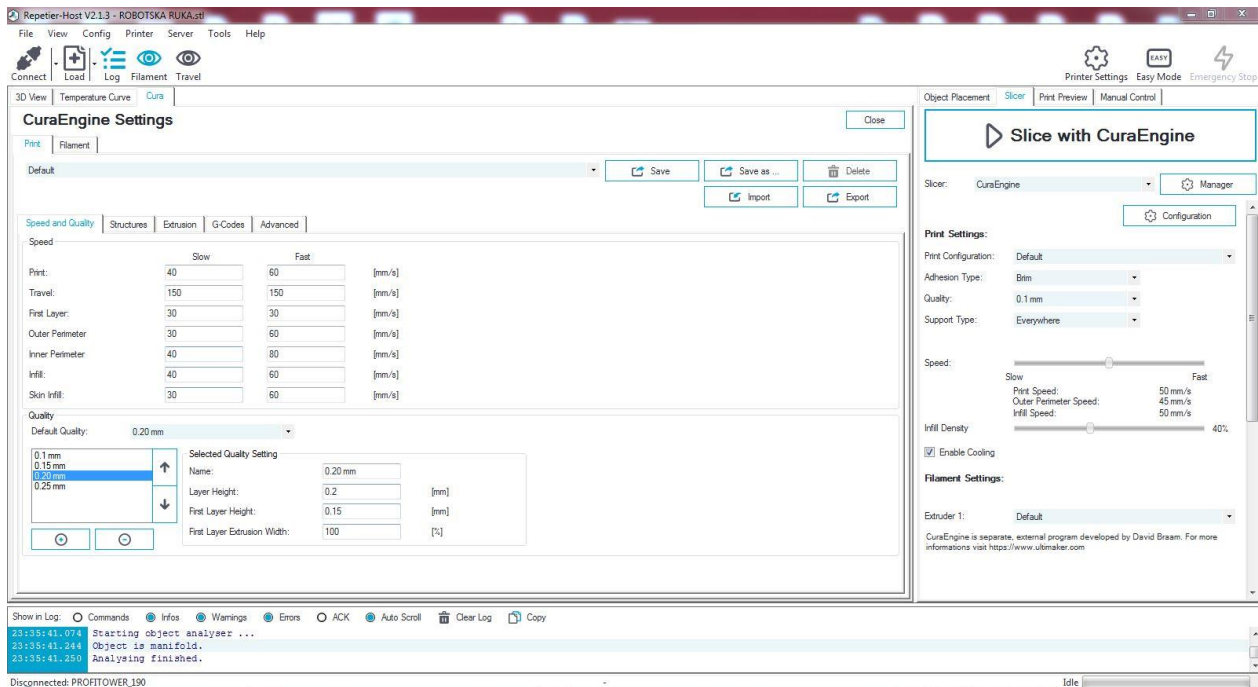 Repetier-Host V2.1.3 - ROBOTSKA RUKA.stl
File View Config Printer Server Tools Help
Connect Load Log Filament Travel
Printer Settings Easy Mode Emergency Stop
EASY
3D View Temperature Curve Cura
CuraEngine Settings
Close
Print Filament
Default
Save Save as ... Delete
Import Export
Speed and Quality Structures Extrusion G-Codes Advanced
Speed
Slow Fast
Print: 40 60 [mm/s]
Travel: 150 150 [mm/s]
First Layer: 30 30 [mm/s]
Outer Perimeter 30 60 [mm/s]
Inner Perimeter 40 80 [mm/s]
Infill: 40 60 [mm/s]
Skin Infill: 30 60 [mm/s]
Quality
Default Quality: 0.20 mm
0.1 mm
0.15 mm
0.20 mm
0.25 mm
Selected Quality Setting
Name: 0.20 mm
Layer Height: 0.2 [mm]
First Layer Height: 0.15 [mm]
First Layer Extrusion Width: 100 [%]
Object Placement Slicer Print Preview Manual Control
Slice with CuraEngine
Slicer: CuraEngine Manager
Configuration
Print Settings:
Print Configuration: Default
Adhesion Type: Brim
Quality: 0.1 mm
Support Type: Everywhere
Speed:
Slow Fast
Print Speed: 50 mm/s
Outer Perimeter Speed: 45 mm/s
Infill Speed: 50 mm/s
Infill Density 40%
Enable Cooling
Filament Settings:
Extruder 1: Default
CuraEngine is separate, external program developed by David Braam. For more
informations visit https://www.ultimaker.com
Show in Log: Commands Infos Warnings Errors ACK Auto Scroll Clear Log Copy
23:35:41.074 Starting object analyser ...
23:35:41.244 Object is manifold.
23:35:41.250 Analysing finished.
Disconnected: PROFITOWER_190 - Idle